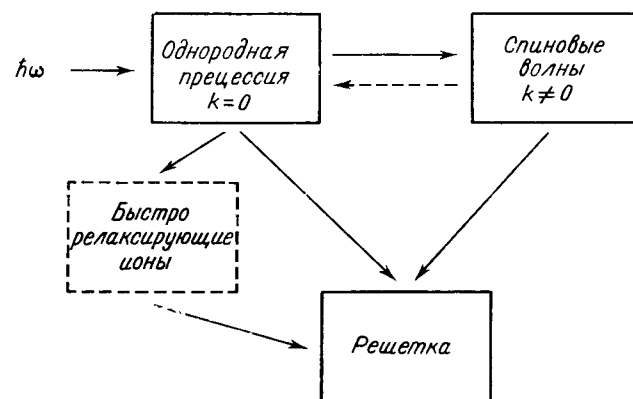 ħω
Однородная
прецессия
k=0
Спиновые
волны
k≠0
Быстро
релаксирующие
ионы
Решетка